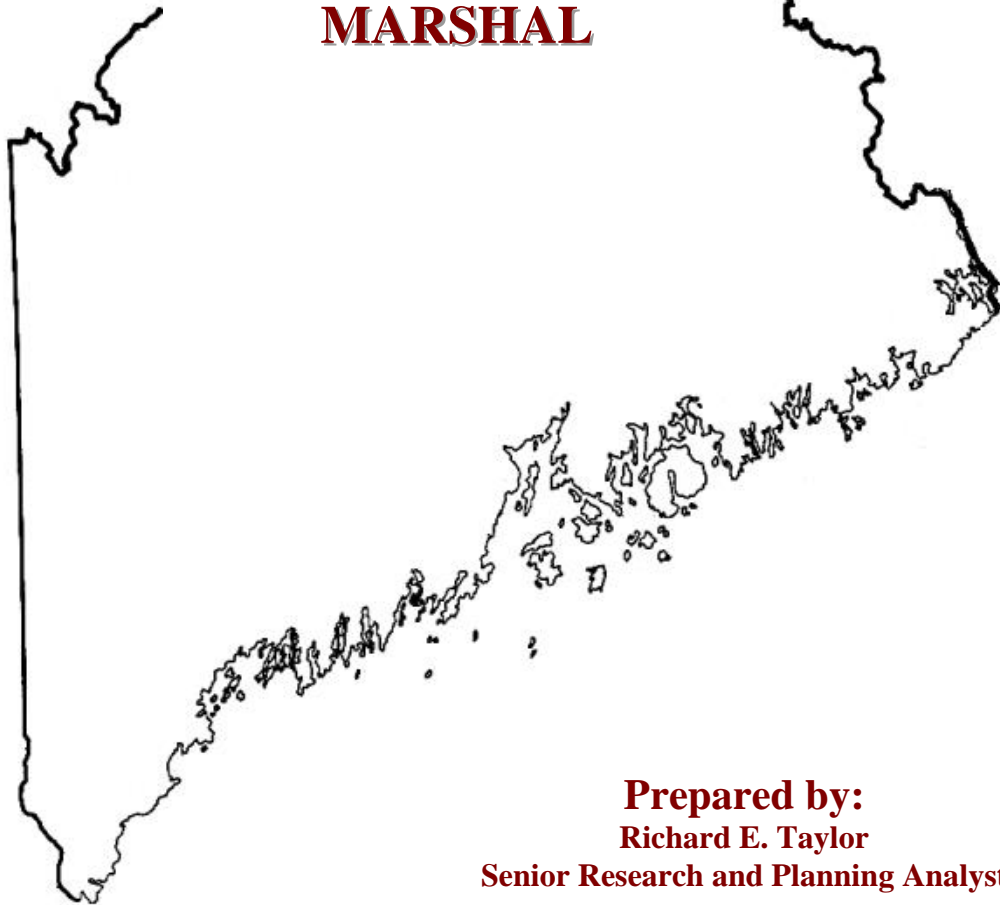 MARSHAL
Prepared by:
Richard E. Taylor
Senior Research and Planning Analyst